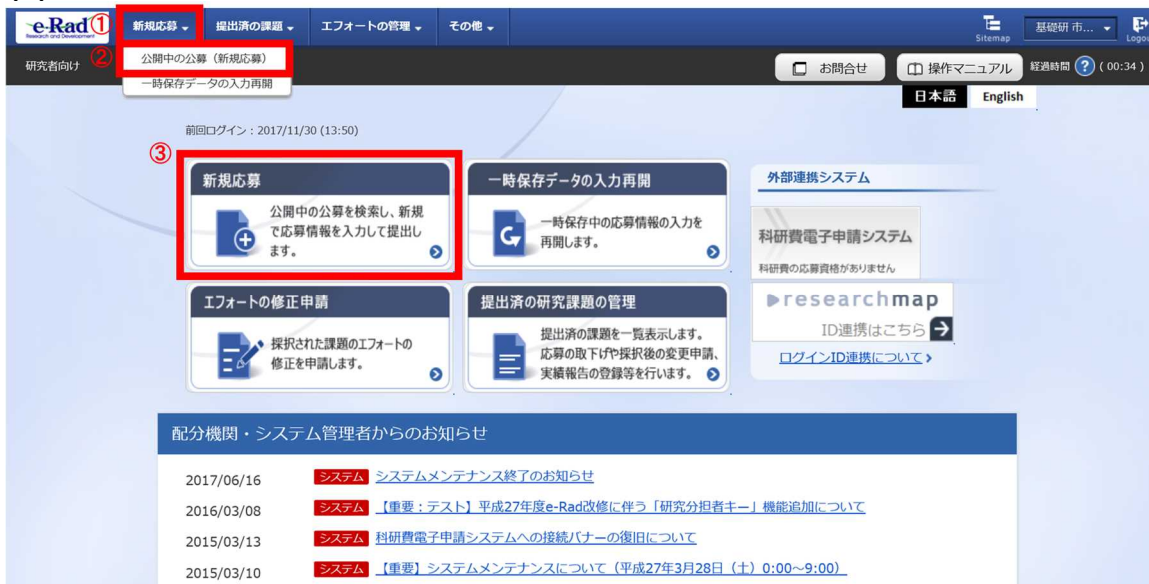 e-Rad
Research and Development
①
新規応募
提出済の課題
エフォートの管理
その他
Sitemap
基礎研 市...
Logou
研究者向け
②
公開中の公募（新規応募）
一時保存データの入力再開
お問合せ
操作マニュアル
経過時間 ? ( 00:34 )
日本語 English
前回ログイン : 2017/11/30 (13:50)
③
新規応募
公開中の公募を検索し、新規
で応募情報を入力して提出し
ます。
一時保存データの入力再開
一時保存中の応募情報の入力を
再開します。
エフォートの修正申請
採択された課題のエフォートの
修正を申請します。
提出済の研究課題の管理
提出済の課題を一覧表示します。
応募の取下げや採択後の変更申請、
実績報告の登録等を行います。
外部連携システム
科研費電子申請システム
科研費の応募資格がありません
researchmap
ID連携はこちら
ログインID連携について
配分機関・システム管理者からのお知らせ
2017/06/16 システム システムメンテナンス終了のお知らせ
2016/03/08 システム 【重要：テスト】平成27年度e-Rad改修に伴う「研究分担者キー」機能追加について
2015/03/13 システム 科研費電子申請システムへの接続バナーの復旧について
2015/03/10 システム 【重要】システムメンテナンスについて（平成27年3月28日（土）0:00～9:00）